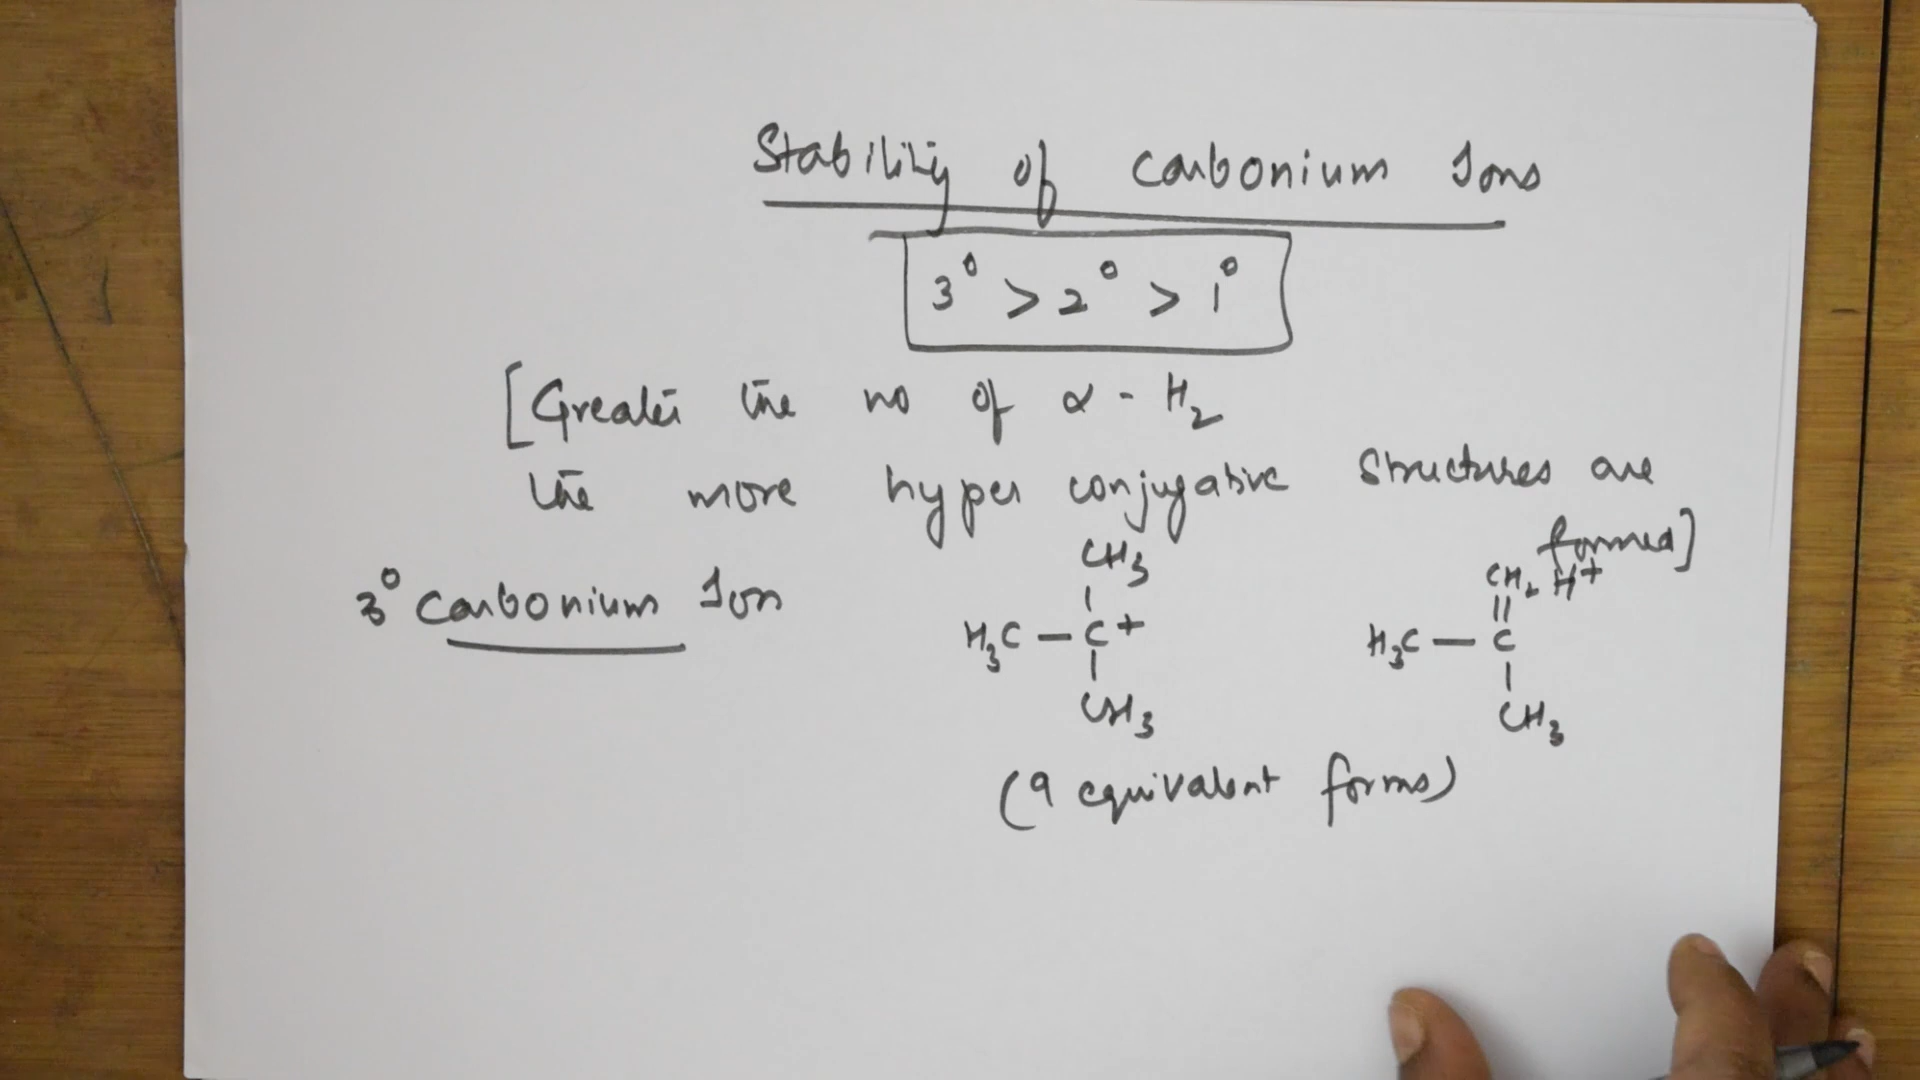 Stability of carbonium Ions
3° > 2° > 1°
[Greater the no of α - H₂
the more hyper conjugative structures are
formed]
3° carbonium Ion
CH₃
|
H₃C — C +
|
CH₃
CH₂ H⁺
||
H₃C — C
|
CH₃
(9 equivalent forms)